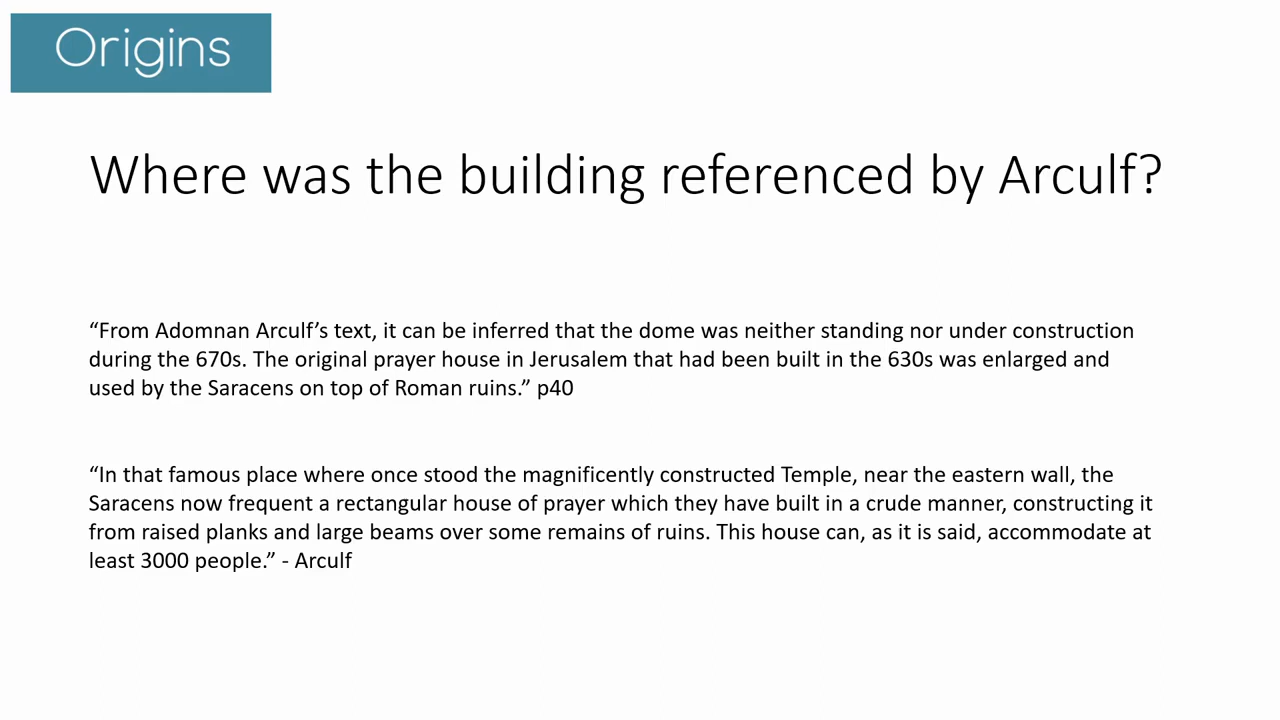 Origins
Where was the building referenced by Arculf?
“From Adomnan Arculf’s text, it can be inferred that the dome was neither standing nor under construction
during the 670s. The original prayer house in Jerusalem that had been built in the 630s was enlarged and
used by the Saracens on top of Roman ruins.” p40
“In that famous place where once stood the magnificently constructed Temple, near the eastern wall, the
Saracens now frequent a rectangular house of prayer which they have built in a crude manner, constructing it
from raised planks and large beams over some remains of ruins. This house can, as it is said, accommodate at
least 3000 people.” - Arculf